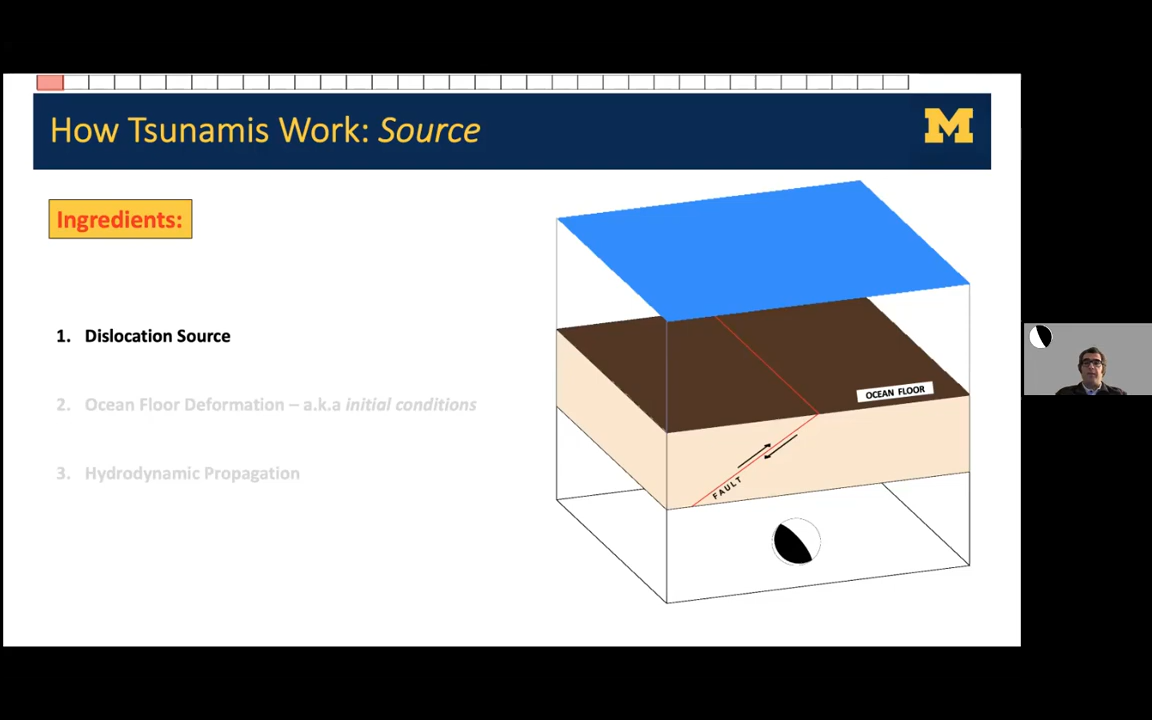 How Tsunamis Work: Source
M
Ingredients:
1. Dislocation Source
2. Ocean Floor Deformation – a.k.a initial conditions
3. Hydrodynamic Propagation
OCEAN FLOOR
FAULT